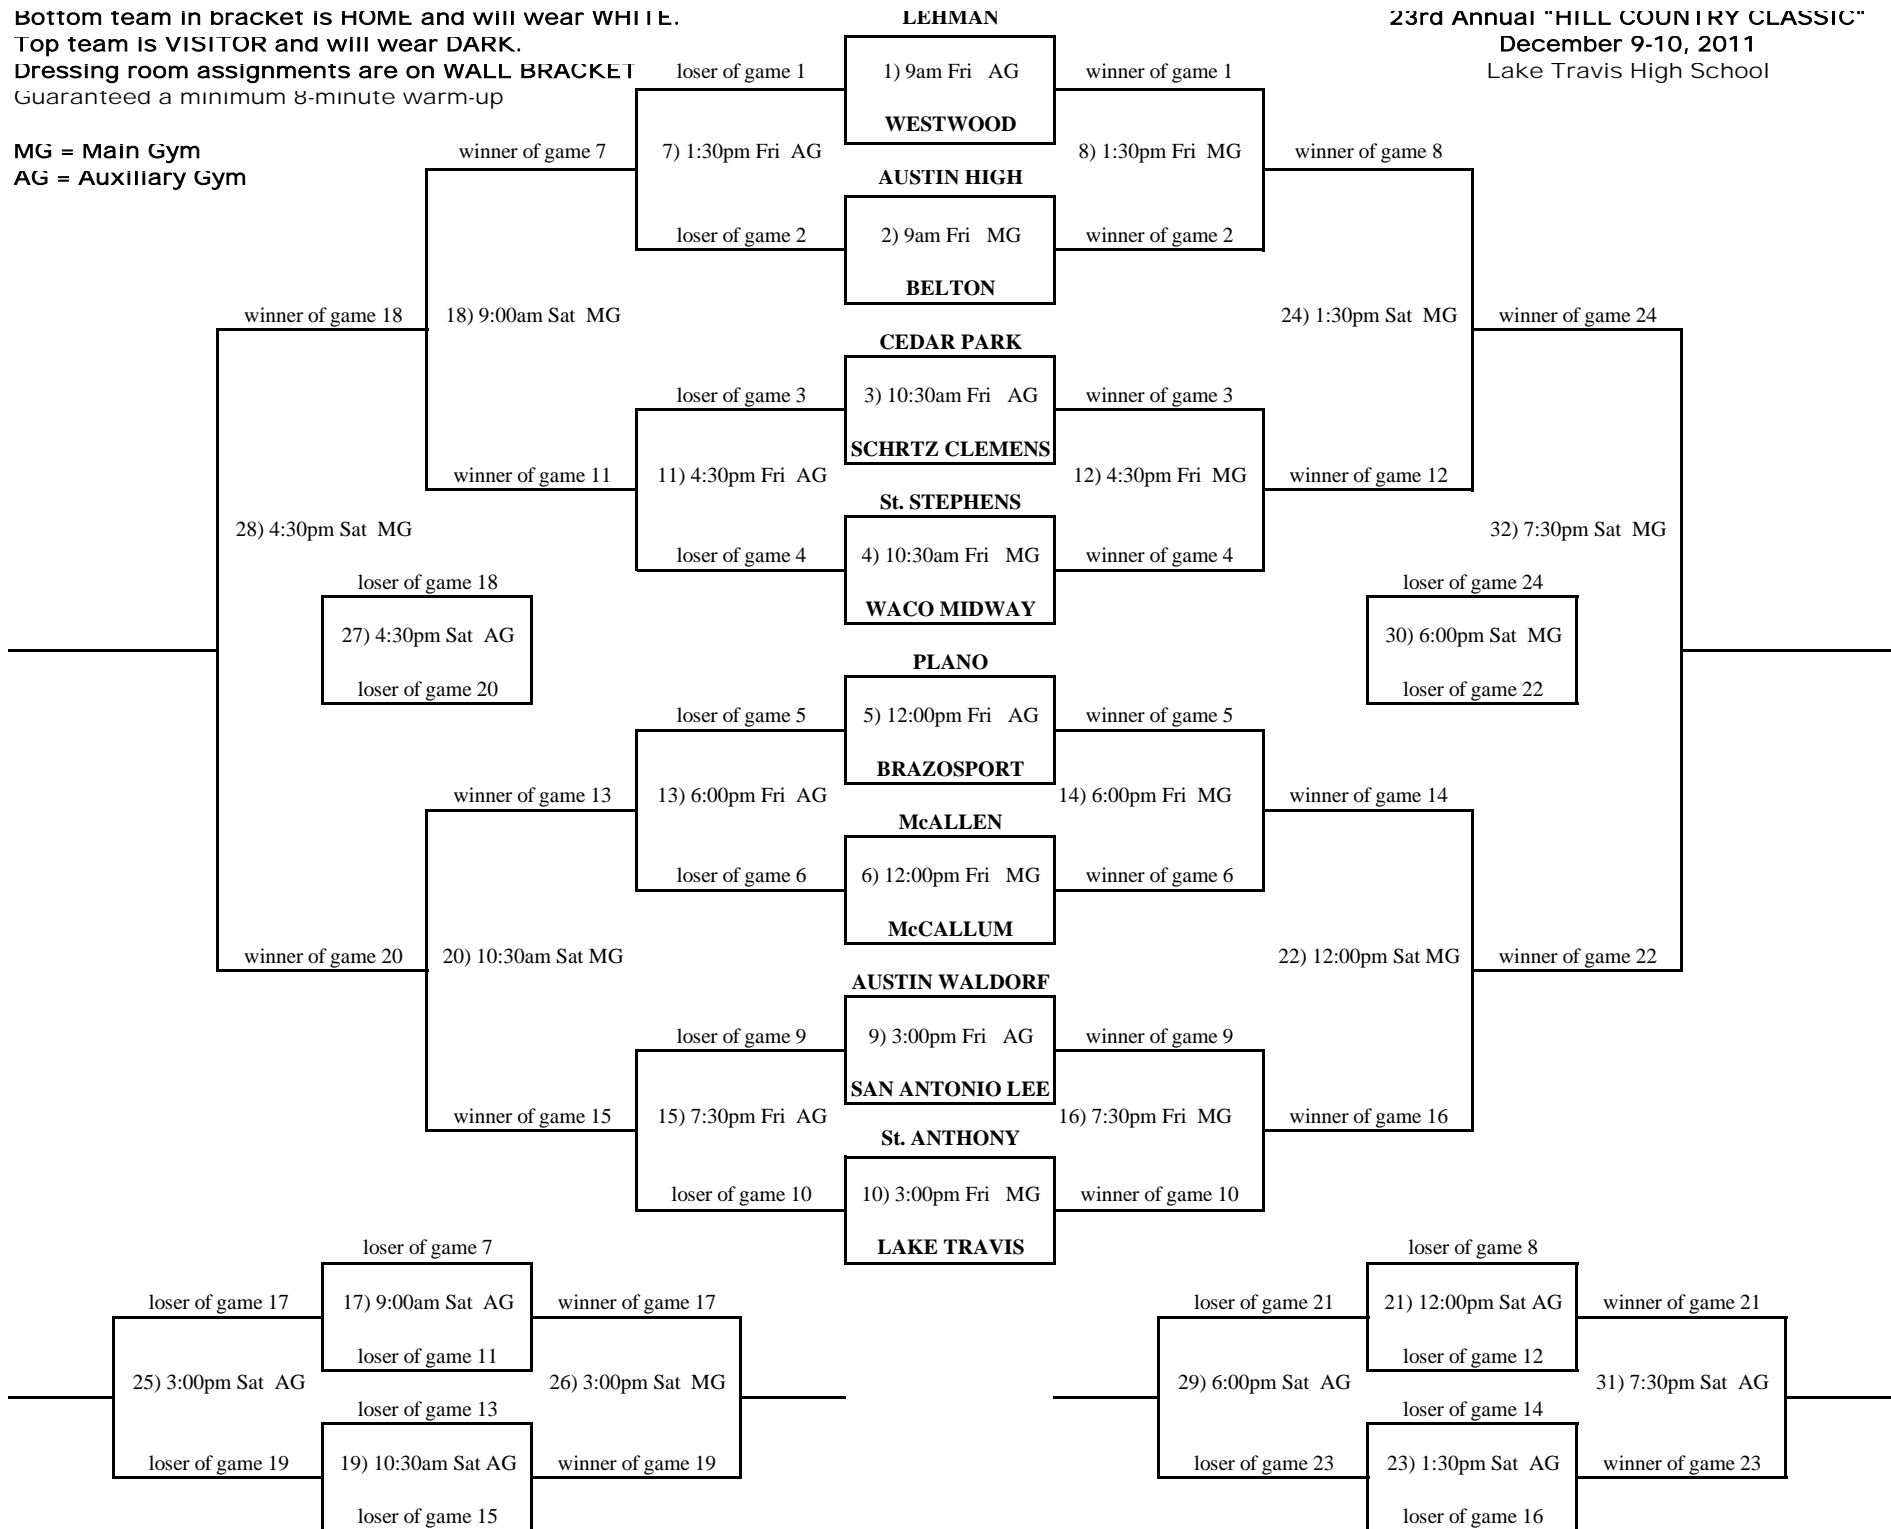 Bottom team in bracket is HOME and will wear WHITE.
Top team is VISITOR and will wear DARK.
Dressing room assignments are on WALL BRACKET
Guaranteed a minimum 8-minute warm-up
MG = Main Gym
AG = Auxiliary Gym
23rd Annual "HILL COUNTRY CLASSIC"
December 9-10, 2011
Lake Travis High School
LEHMAN
loser of game 1
1) 9am Fri AG
winner of game 1
WESTWOOD
winner of game 7
7) 1:30pm Fri AG
8) 1:30pm Fri MG
winner of game 8
AUSTIN HIGH
loser of game 2
2) 9am Fri MG
winner of game 2
BELTON
winner of game 18
18) 9:00am Sat MG
24) 1:30pm Sat MG
winner of game 24
CEDAR PARK
loser of game 3
3) 10:30am Fri AG
winner of game 3
SCHRTZ CLEMENS
winner of game 11
11) 4:30pm Fri AG
12) 4:30pm Fri MG
winner of game 12
St. STEPHENS
28) 4:30pm Sat MG
32) 7:30pm Sat MG
loser of game 4
4) 10:30am Fri MG
winner of game 4
loser of game 18
loser of game 24
WACO MIDWAY
27) 4:30pm Sat AG
30) 6:00pm Sat MG
PLANO
loser of game 20
loser of game 22
loser of game 5
5) 12:00pm Fri AG
winner of game 5
BRAZOSPORT
winner of game 13
13) 6:00pm Fri AG
14) 6:00pm Fri MG
winner of game 14
McALLEN
loser of game 6
6) 12:00pm Fri MG
winner of game 6
McCALLUM
winner of game 20
20) 10:30am Sat MG
22) 12:00pm Sat MG
winner of game 22
AUSTIN WALDORF
loser of game 9
9) 3:00pm Fri AG
winner of game 9
SAN ANTONIO LEE
winner of game 15
15) 7:30pm Fri AG
16) 7:30pm Fri MG
winner of game 16
St. ANTHONY
loser of game 10
10) 3:00pm Fri MG
winner of game 10
LAKE TRAVIS
loser of game 7
loser of game 17
17) 9:00am Sat AG
winner of game 17
loser of game 11
25) 3:00pm Sat AG
26) 3:00pm Sat MG
loser of game 13
loser of game 19
19) 10:30am Sat AG
winner of game 19
loser of game 15
loser of game 8
loser of game 21
21) 12:00pm Sat AG
winner of game 21
loser of game 12
29) 6:00pm Sat AG
31) 7:30pm Sat AG
loser of game 14
loser of game 23
23) 1:30pm Sat AG
winner of game 23
loser of game 16